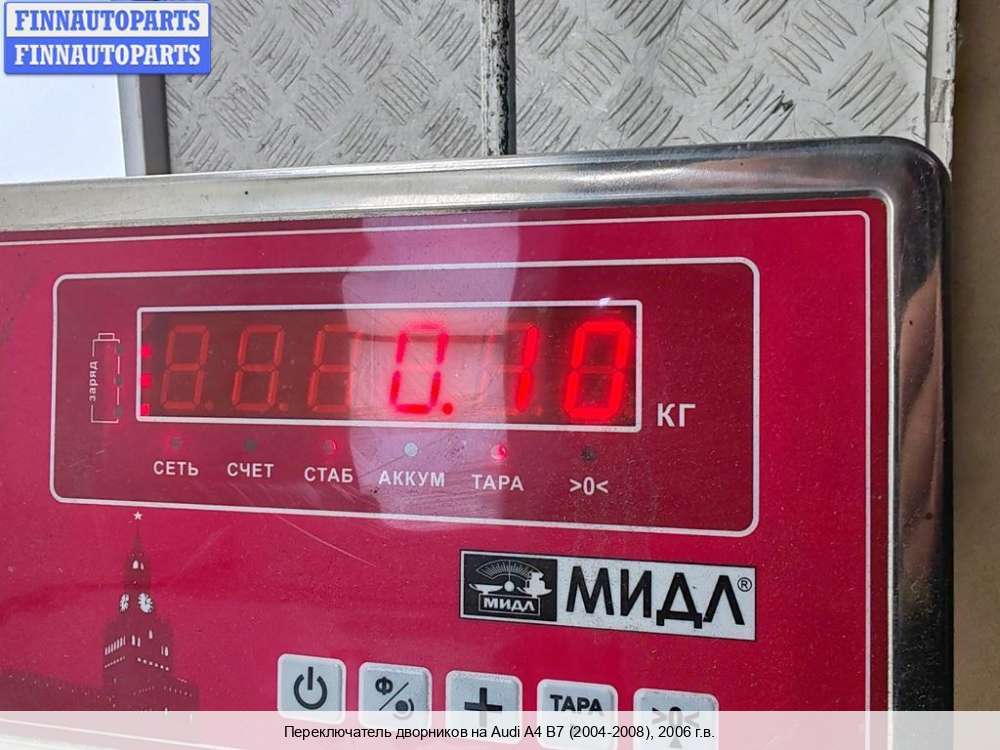 FINNAUTOPARTS
FINNAUTOPARTS
заряд
0.10
КГ
СЕТЬ СЧЕТ СТАБ АККУМ ТАРА >0<
МИДЛ МИДЛ®
Ф
ТАРА
>0<
Переключатель дворников на Audi A4 B7 (2004-2008), 2006 г.в.